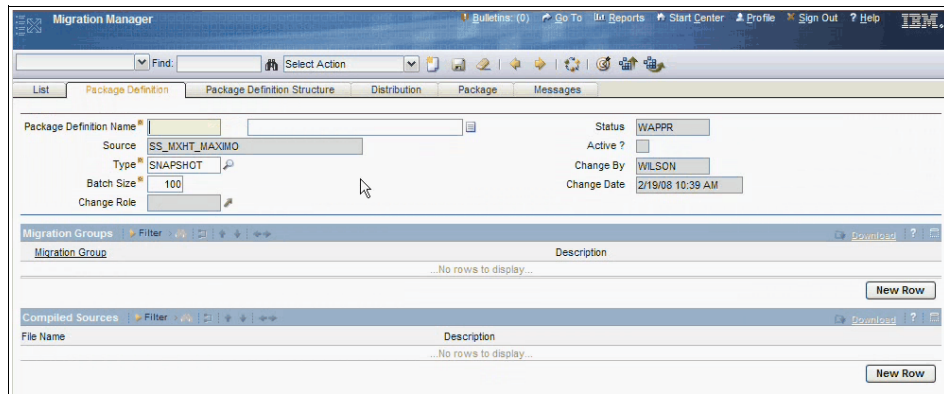 Migration Manager
Bulletins: (0) Go To Reports Start Center Profile Sign Out ? Help IBM.
Find: Select Action
List Package Definition Package Definition Structure Distribution Package Messages
Package Definition Name Status WAPPR
Source SS_MXHT_MAXIMO Active ?
Type SNAPSHOT Change By WILSON
Batch Size 100 Change Date 2/19/08 10:39 AM
Change Role
Migration Groups Filter Download ?
Migration Group Description
...No rows to display...
New Row
Compiled Sources Filter Download ?
File Name Description
...No rows to display...
New Row